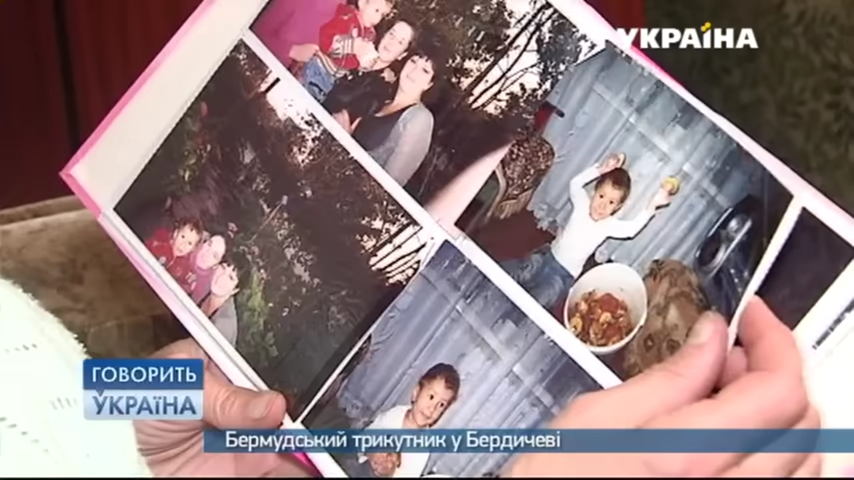 УКРАЇНА
ГОВОРИТЬ
УКРАЇНА
Бермудський трикутник у Бердичеві